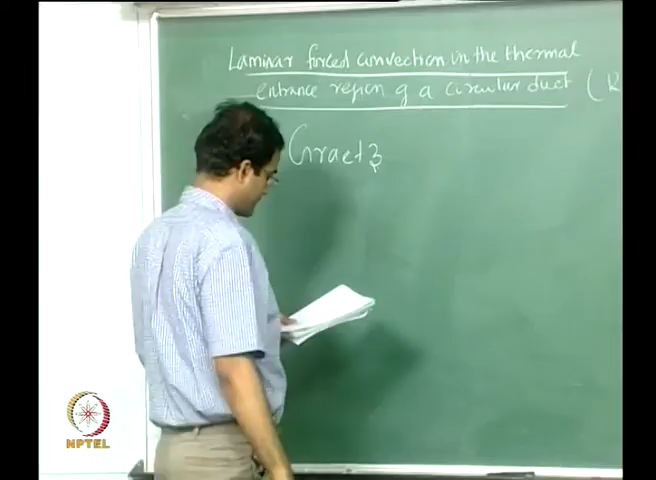 Laminar forced convection in the thermal
entrance region of a circular duct (
Graetz
NPTEL